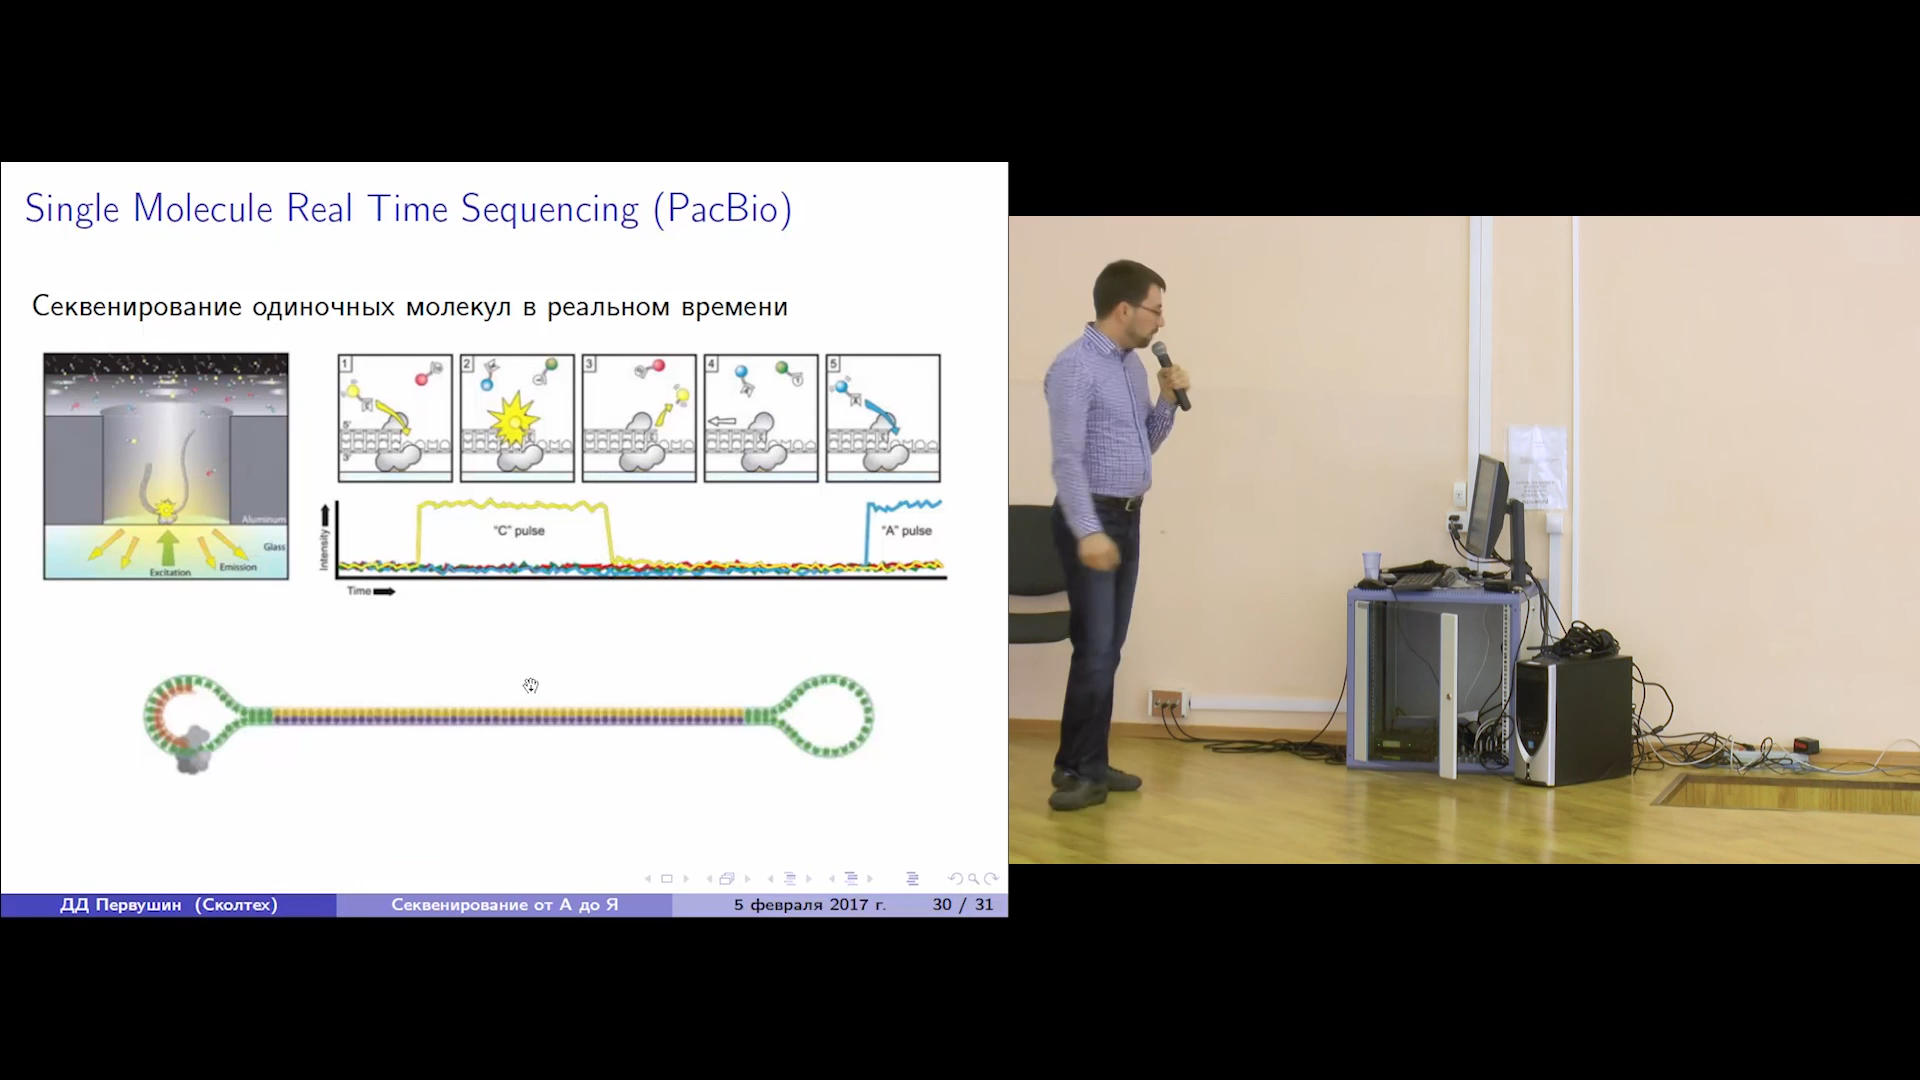 Single Molecule Real Time Sequencing (PacBio)
Секвенирование одиночных молекул в реальном времени
Aluminum
Glass
Excitation
Emission
1
2
3
4
5
5'
Intensity
"C" pulse
"A" pulse
Time
ДД Первушин (Сколтех)
Секвенирование от А до Я
5 февраля 2017 г.
30 / 31